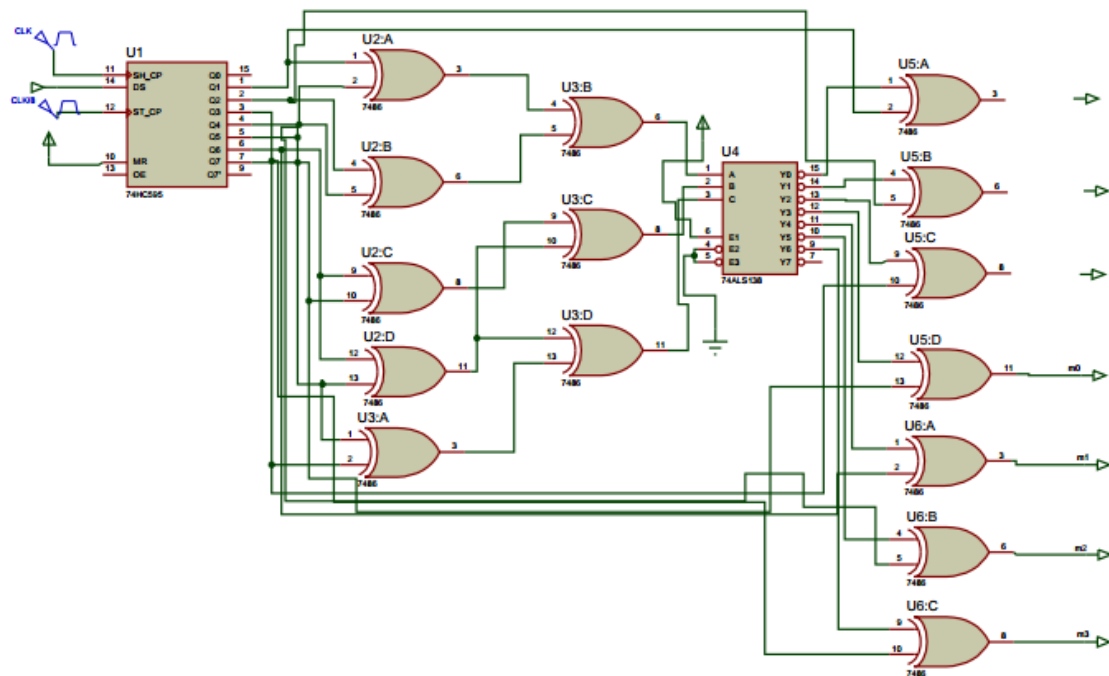 CLK
CLK/8
U1
11 SH_CP Q0 15
14 DS Q1 1
Q2 2
12 ST_CP Q3 3
Q4 4
Q5 5
Q6 6
10 MR Q7 7
13 OE Q7' 9
74HC595
U2:A
1
2
3
7486
U2:B
4
5
6
7486
U2:C
9
10
8
7486
U2:D
12
13
11
7486
U3:A
1
2
3
7486
U3:B
4
5
6
7486
U3:C
9
10
8
7486
U3:D
12
13
11
7486
U4
1 A Y0 15
2 B Y1 14
3 C Y2 13
Y3 12
Y4 11
6 E1 Y5 10
4 E2 Y6 9
5 E3 Y7 7
74ALS138
U5:A
1
2
3
7486
U5:B
4
5
6
7486
U5:C
9
10
8
7486
U5:D
12
13
11
m0
7486
U6:A
1
2
3
m1
7486
U6:B
4
5
6
m2
7486
U6:C
9
10
8
m3
7486